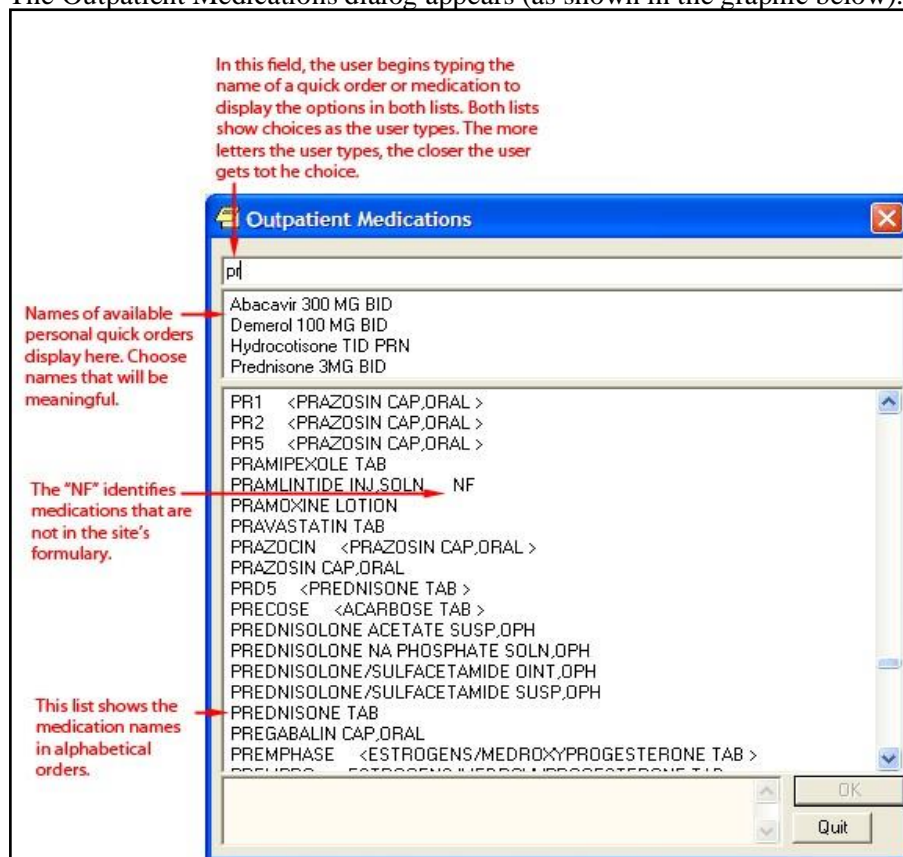 The Outpatient Medications dialog appears (as shown in the graphic below).
In this field, the user begins typing the
name of a quick order or medication to
display the options in both lists. Both lists
show choices as the user types. The more
letters the user types, the closer the user
gets tot he choice.
Outpatient Medications
pr
Names of available
personal quick orders
display here. Choose
names that will be
meaningful.
Abacavir 300 MG BID
Demerol 100 MG BID
Hydrocotisone TID PRN
Prednisone 3MG BID
PR1 <PRAZOSIN CAP,ORAL >
PR2 <PRAZOSIN CAP,ORAL >
PR5 <PRAZOSIN CAP,ORAL >
PRAMIPEXOLE TAB
PRAMLINTIDE INJ,SOLN NF
PRAMOXINE LOTION
PRAVASTATIN TAB
PRAZOCIN <PRAZOSIN CAP,ORAL >
PRAZOSIN CAP,ORAL
PRD5 <PREDNISONE TAB >
PRECOSE <ACARBOSE TAB >
PREDNISOLONE ACETATE SUSP,OPH
PREDNISOLONE NA PHOSPHATE SOLN,OPH
PREDNISOLONE/SULFACETAMIDE OINT,OPH
PREDNISOLONE/SULFACETAMIDE SUSP,OPH
PREDNISONE TAB
PREGABALIN CAP,ORAL
PREMPHASE <ESTROGENS/MEDROXYPROGESTERONE TAB >
The "NF" identifies
medications that are
not in the site's
formulary.
This list shows the
medication names
in alphabetical
orders.
OK
Quit